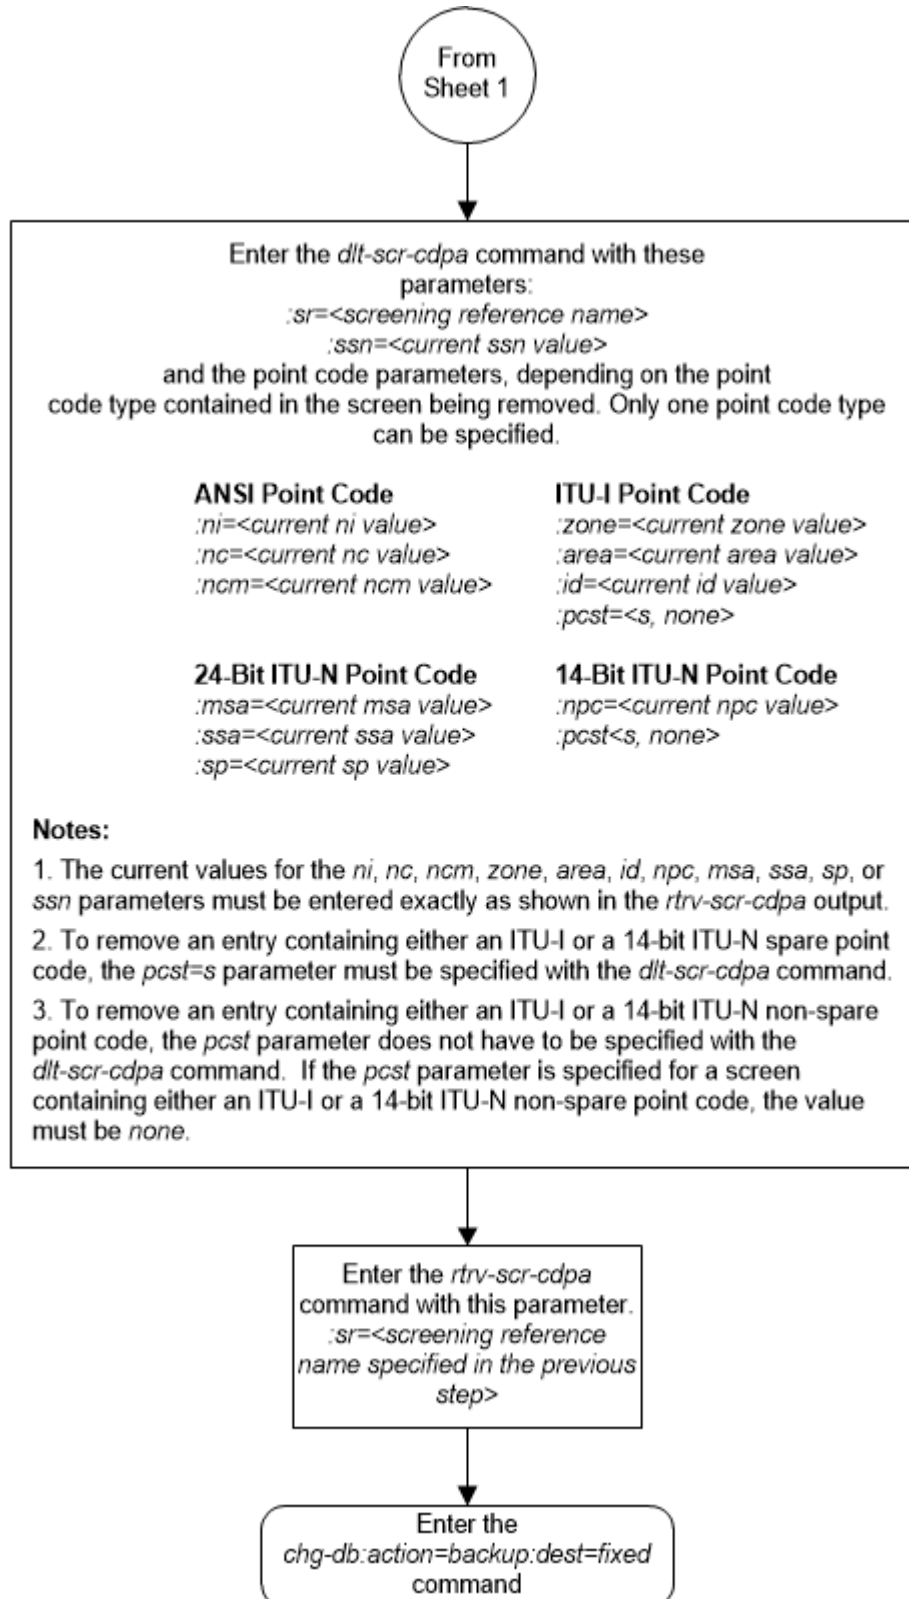 From
Sheet 1
Enter the dlt-scr-cdpa command with these
parameters:
:sr=<screening reference name>
:ssn=<current ssn value>
and the point code parameters, depending on the point
code type contained in the screen being removed. Only one point code type
can be specified.
ANSI Point Code
:ni=<current ni value>
:nc=<current nc value>
:ncm=<current ncm value>
ITU-I Point Code
:zone=<current zone value>
:area=<current area value>
:id=<current id value>
:pcst=<s, none>
24-Bit ITU-N Point Code
:msa=<current msa value>
:ssa=<current ssa value>
:sp=<current sp value>
14-Bit ITU-N Point Code
:npc=<current npc value>
:pcst<s, none>
Notes:
1. The current values for the ni, nc, ncm, zone, area, id, npc, msa, ssa, sp, or
ssn parameters must be entered exactly as shown in the rtrv-scr-cdpa output.
2. To remove an entry containing either an ITU-I or a 14-bit ITU-N spare point
code, the pcst=s parameter must be specified with the dlt-scr-cdpa command.
3. To remove an entry containing either an ITU-I or a 14-bit ITU-N non-spare
point code, the pcst parameter does not have to be specified with the
dlt-scr-cdpa command. If the pcst parameter is specified for a screen
containing either an ITU-I or a 14-bit ITU-N non-spare point code, the value
must be none.
Enter the rtrv-scr-cdpa
command with this parameter.
:sr=<screening reference
name specified in the previous
step>
Enter the
chg-db:action=backup:dest=fixed
command